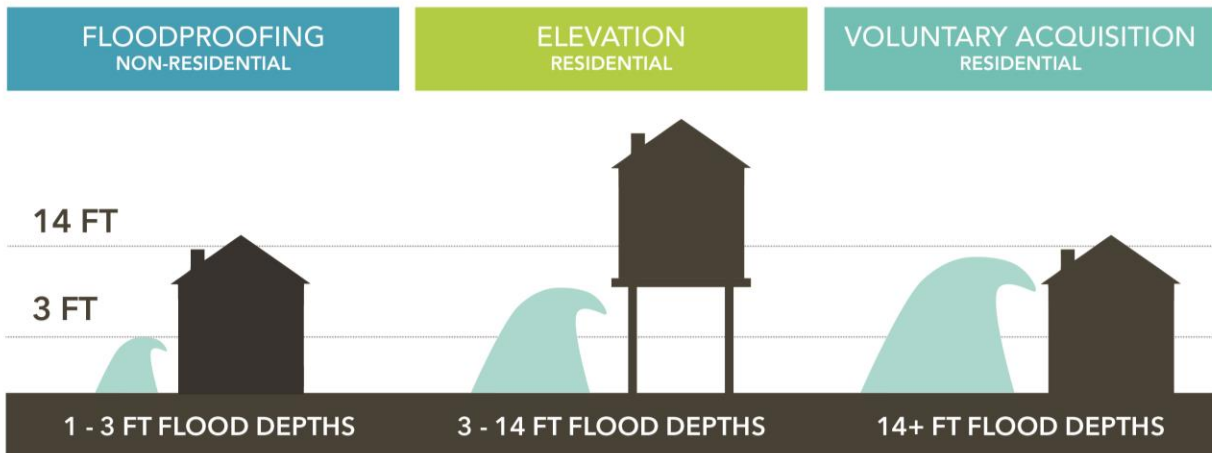 FLOODPROOFING
NON-RESIDENTIAL
ELEVATION
RESIDENTIAL
VOLUNTARY ACQUISITION
RESIDENTIAL
14 FT
3 FT
1 - 3 FT FLOOD DEPTHS
3 - 14 FT FLOOD DEPTHS
14+ FT FLOOD DEPTHS